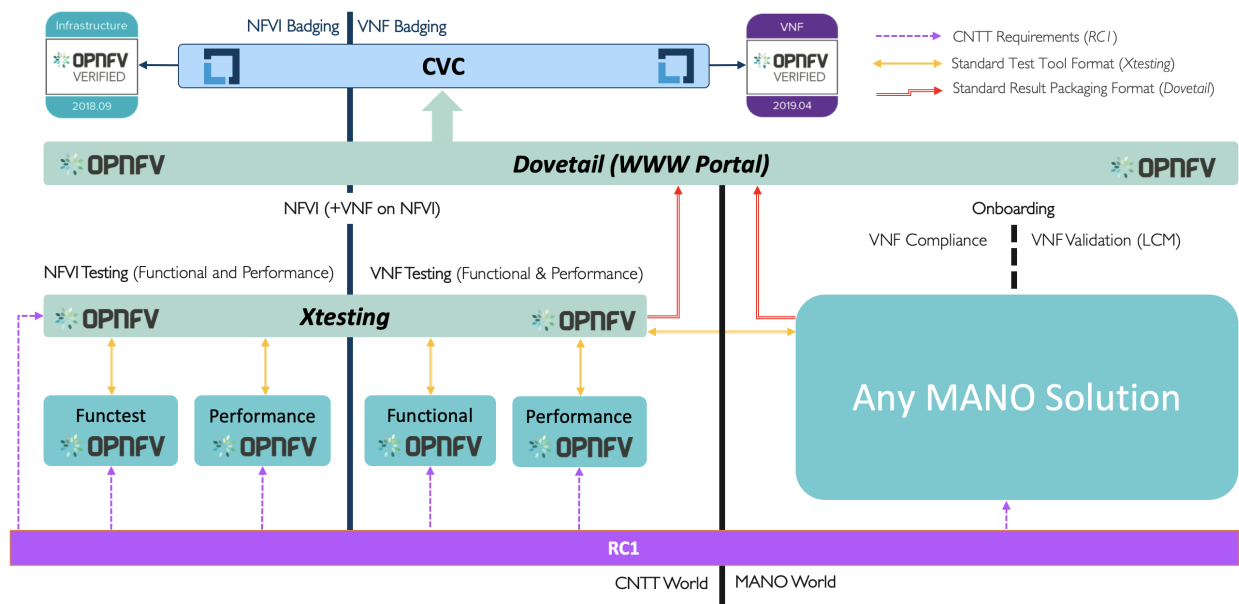 Infrastructure
OPNFV
VERIFIED
2018.09
NFVI Badging
VNF Badging
CVC
VNF
OPNFV
VERIFIED
2019.04
CNTT Requirements (RC1)
Standard Test Tool Format (Xtesting)
Standard Result Packaging Format (Dovetail)
OPNFV
Dovetail (WWW Portal)
OPNFV
NFVI (+VNF on NFVI)
Onboarding
VNF Compliance
VNF Validation (LCM)
NFVI Testing (Functional and Performance)
VNF Testing (Functional & Performance)
OPNFV
Xtesting
OPNFV
Functest
OPNFV
Performance
OPNFV
Functional
OPNFV
Performance
OPNFV
Any MANO Solution
RC1
CNTT World
MANO World